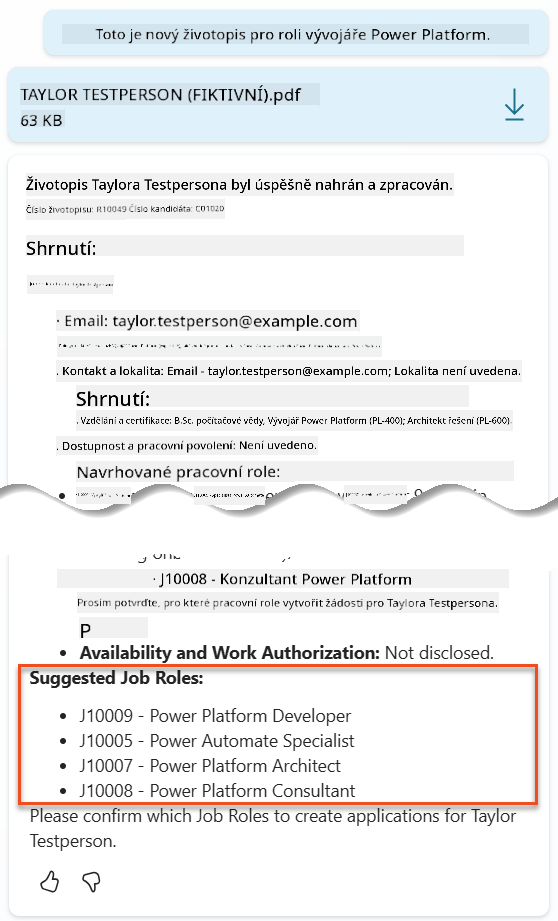 Toto je nový životopis pro roli vývojáře Power Platform.
TAYLOR TESTPERSON (FIKTIVNÍ).pdf
63 KB
Životopis Taylora Testpersona byl úspěšně nahrán a zpracován.
Číslo životopisu: R10049 Číslo kandidáta: C01020
Shrnutí:
· Email: taylor.testperson@example.com
. Kontakt a lokalita: Email - taylor.testperson@example.com; Lokalita není uvedena.
Shrnutí:
. Vzdělání a certifikace: B.Sc. počítačové vědy, Vývojář Power Platform (PL-400); Architekt řešení (PL-600).
. Dostupnost a pracovní povolení: Není uvedeno.
Navrhované pracovní role:
· J10008 - Konzultant Power Platform
Prosím potvrďte, pro které pracovní role vytvořit žádosti pro Taylora Testpersona.
P
• Availability and Work Authorization: Not disclosed.
Suggested Job Roles:
• J10009 - Power Platform Developer
• J10005 - Power Automate Specialist
• J10007 - Power Platform Architect
• J10008 - Power Platform Consultant
Please confirm which Job Roles to create applications for Taylor
Testperson.